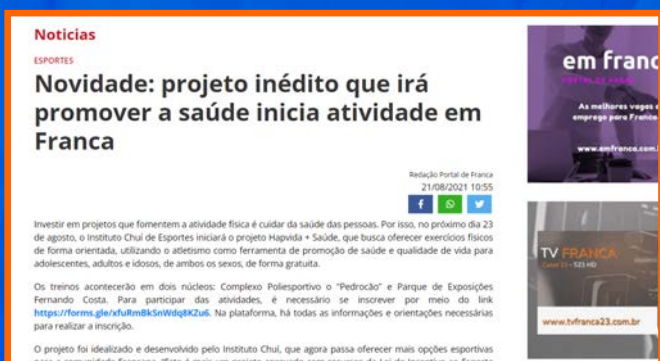 Noticias
ESPORTES
Novidade: projeto inédito que irá
promover a saúde inicia atividade em
Franca
Redação Portal de Franca
21/08/2021 10:55
Investir em projetos que fomentem a atividade física é cuidar da saúde das pessoas. Por isso, no próximo dia 23
de agosto, o Instituto Chuí de Esportes iniciará o projeto Hapvida + Saúde, que busca oferecer exercícios físicos
de forma orientada, utilizando o atletismo como ferramenta de promoção de saúde e qualidade de vida para
adolescentes, adultos e idosos, de ambos os sexos, de forma gratuita.
Os treinos acontecerão em dois núcleos: Complexo Poliesportivo o "Pedrocão" e Parque de Exposições
Fernando Costa. Para participar das atividades, é necessário se inscrever por meio do link
https://forms.gle/xfuRmBkSnWdq8KZu6. Na plataforma, há todas as informações e orientações necessárias
para realizar a inscrição.
O projeto foi idealizado e desenvolvido pelo Instituto Chuí, que agora passa oferecer mais opções esportivas
em franc
As melhores vagas
emprego para Franca
www.emfranca.com
TV FRANCA
www.tvfranca23.com.br